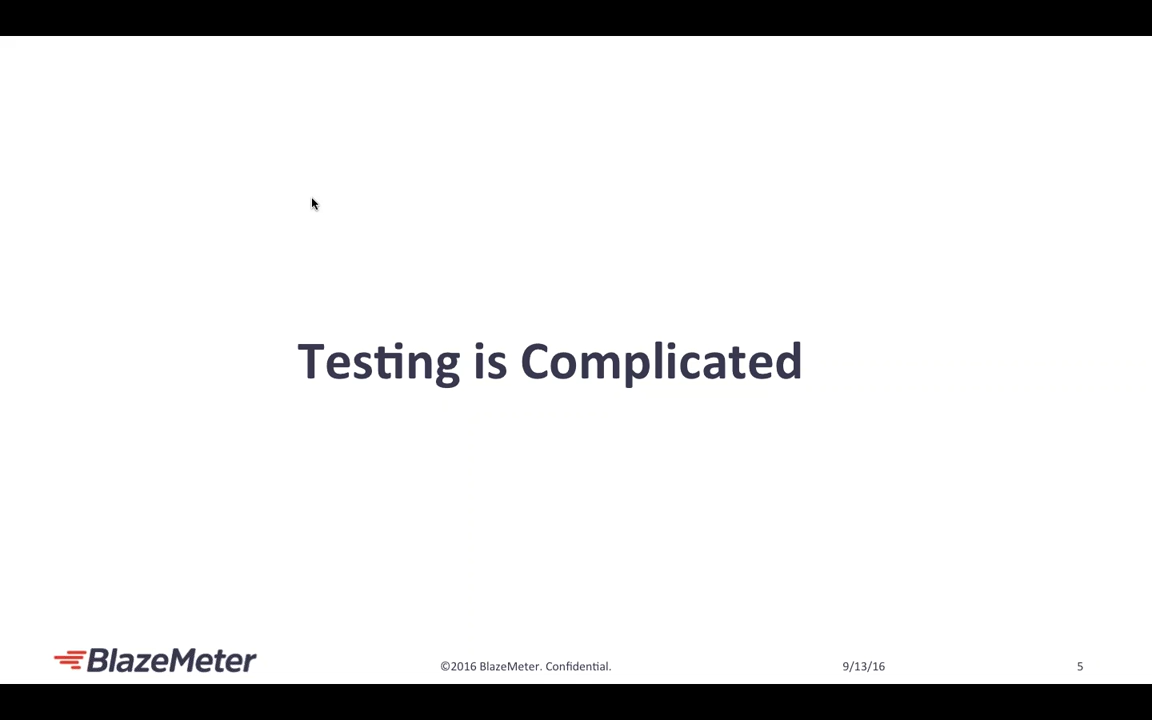 Testing is Complicated
BlazeMeter
©2016 BlazeMeter. Confidential.
9/13/16
5